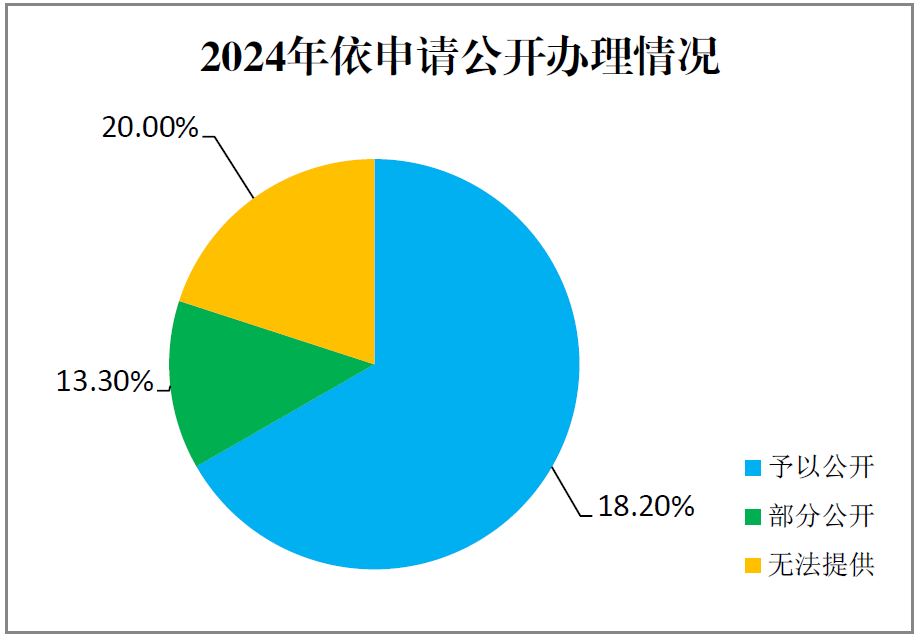 2024年依申请公开办理情况
20.00%
13.30%
18.20%
予以公开
部分公开
无法提供